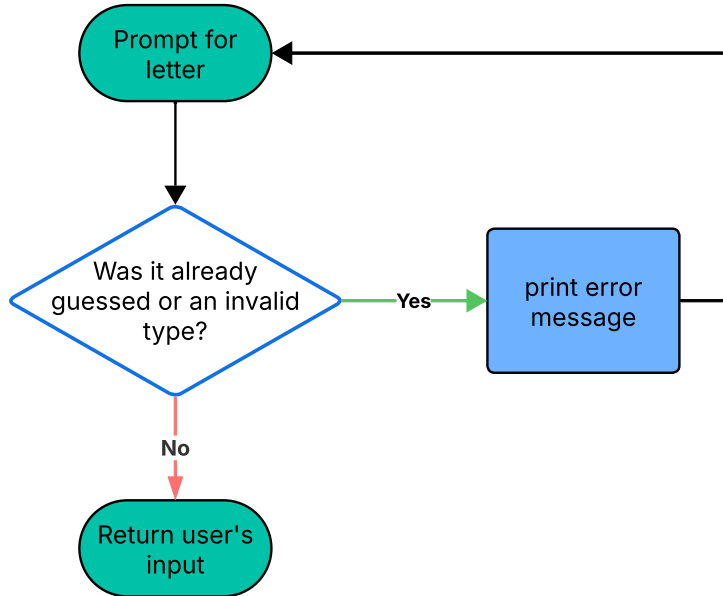 Prompt for
letter
Was it already
guessed or an invalid
type?
Yes
print error
message
No
Return user's
input